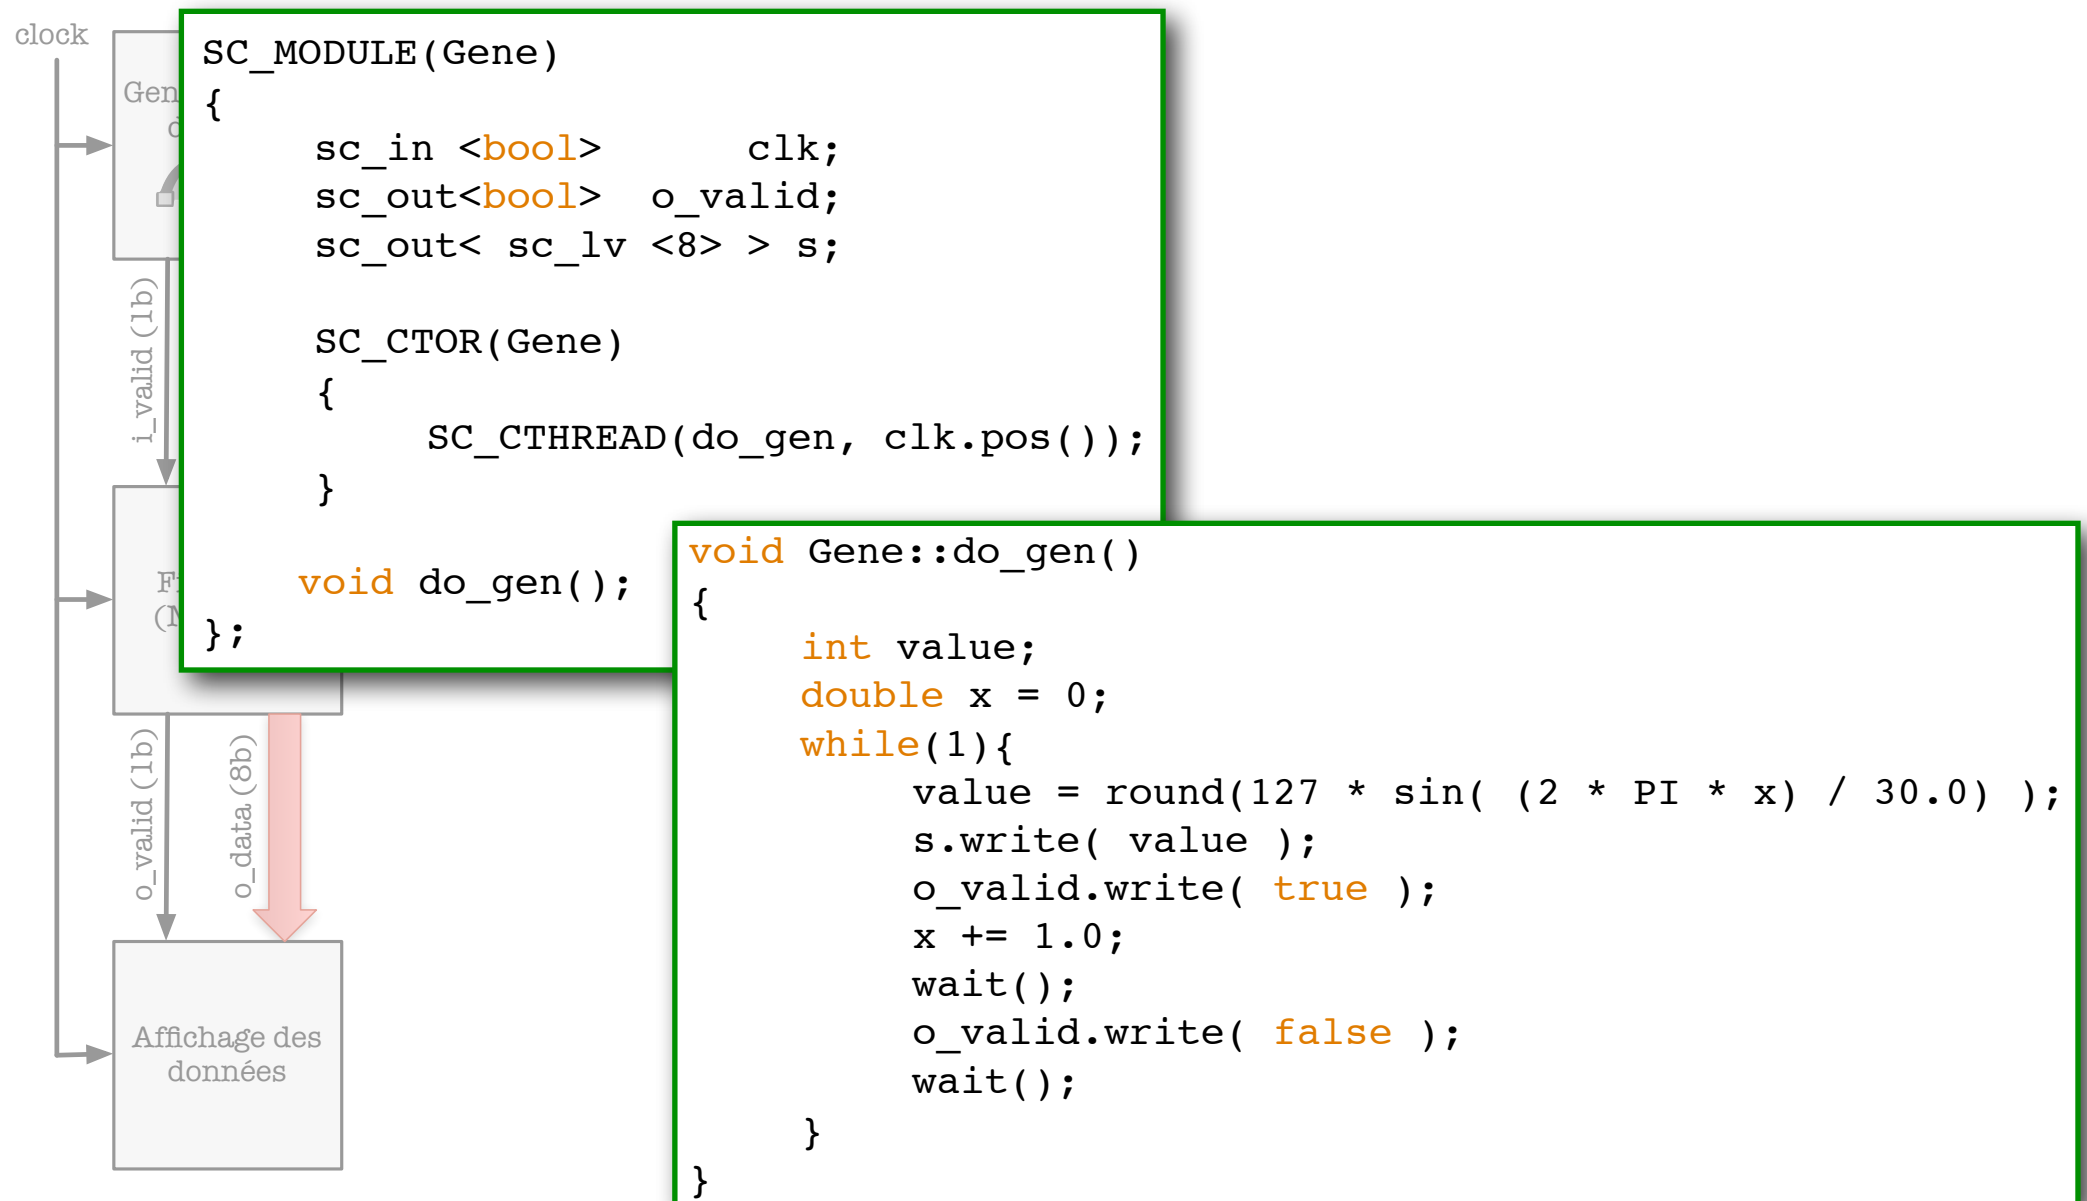 clock
SC_MODULE(Gene)
{
sc_in <bool> clk;
sc_out<bool> o_valid;
sc_out< sc_lv <8> > s;
SC_CTOR(Gene)
{
SC_CTHREAD(do_gen, clk.pos());
}
void do_gen();
};
void Gene::do_gen()
{
int value;
double x = 0;
while(1){
value = round(127 * sin( (2 * PI * x) / 30.0) );
s.write( value );
o_valid.write( true );
x += 1.0;
wait();
o_valid.write( false );
wait();
}
}
i_valid (1b)
o_valid (1b)
o_data (8b)
Affichage des
données